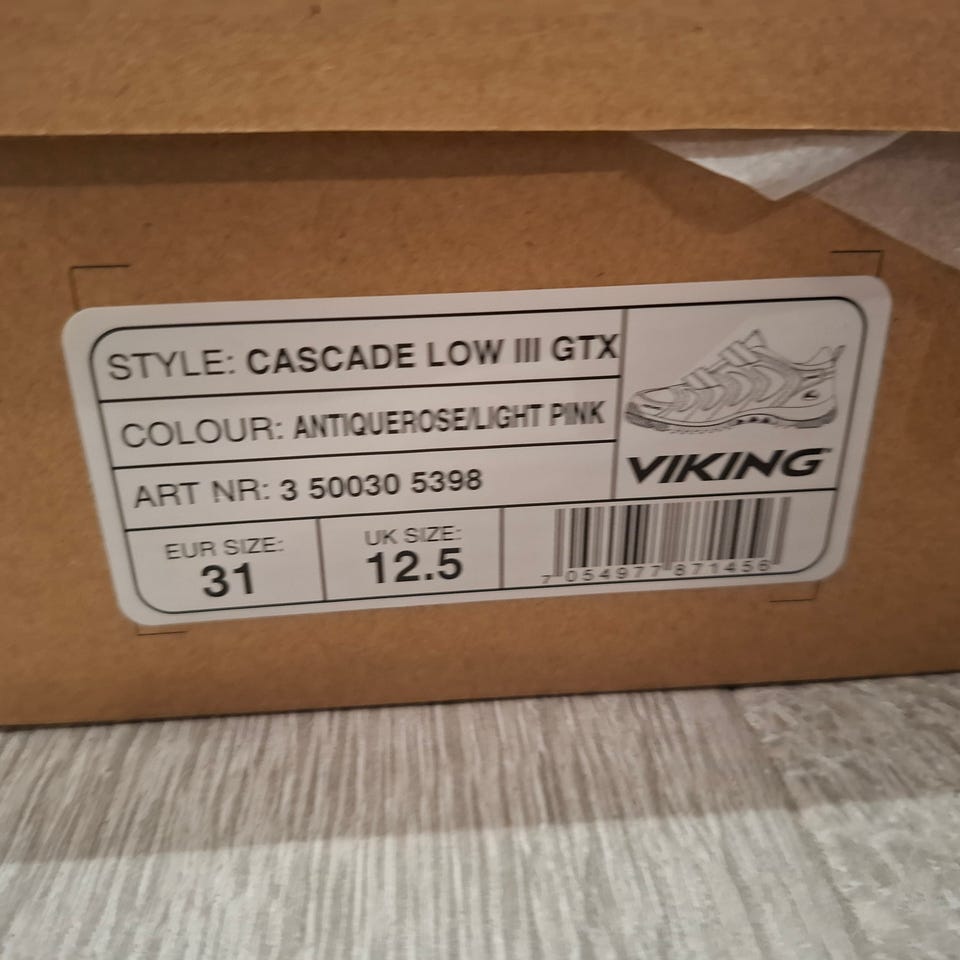 STYLE: CASCADE LOW III GTX
COLOUR: ANTIQUEROSE/LIGHT PINK
ART NR: 3 50030 5398
VIKING
EUR SIZE:
31
UK SIZE:
12.5
7 054977 871456